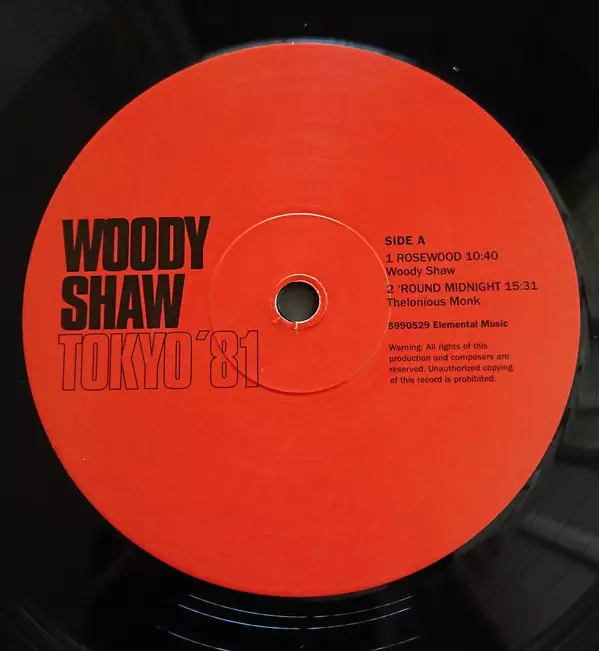 WOODY
SHAW
TOKYO '81
SIDE A
1 ROSEWOOD 10:40
Woody Shaw
2 'ROUND MIDNIGHT 15:31
Thelonious Monk
5990529 Elemental Music
Warning: All rights of this
production and composers are
reserved. Unauthorized copying
of this record is prohibited.